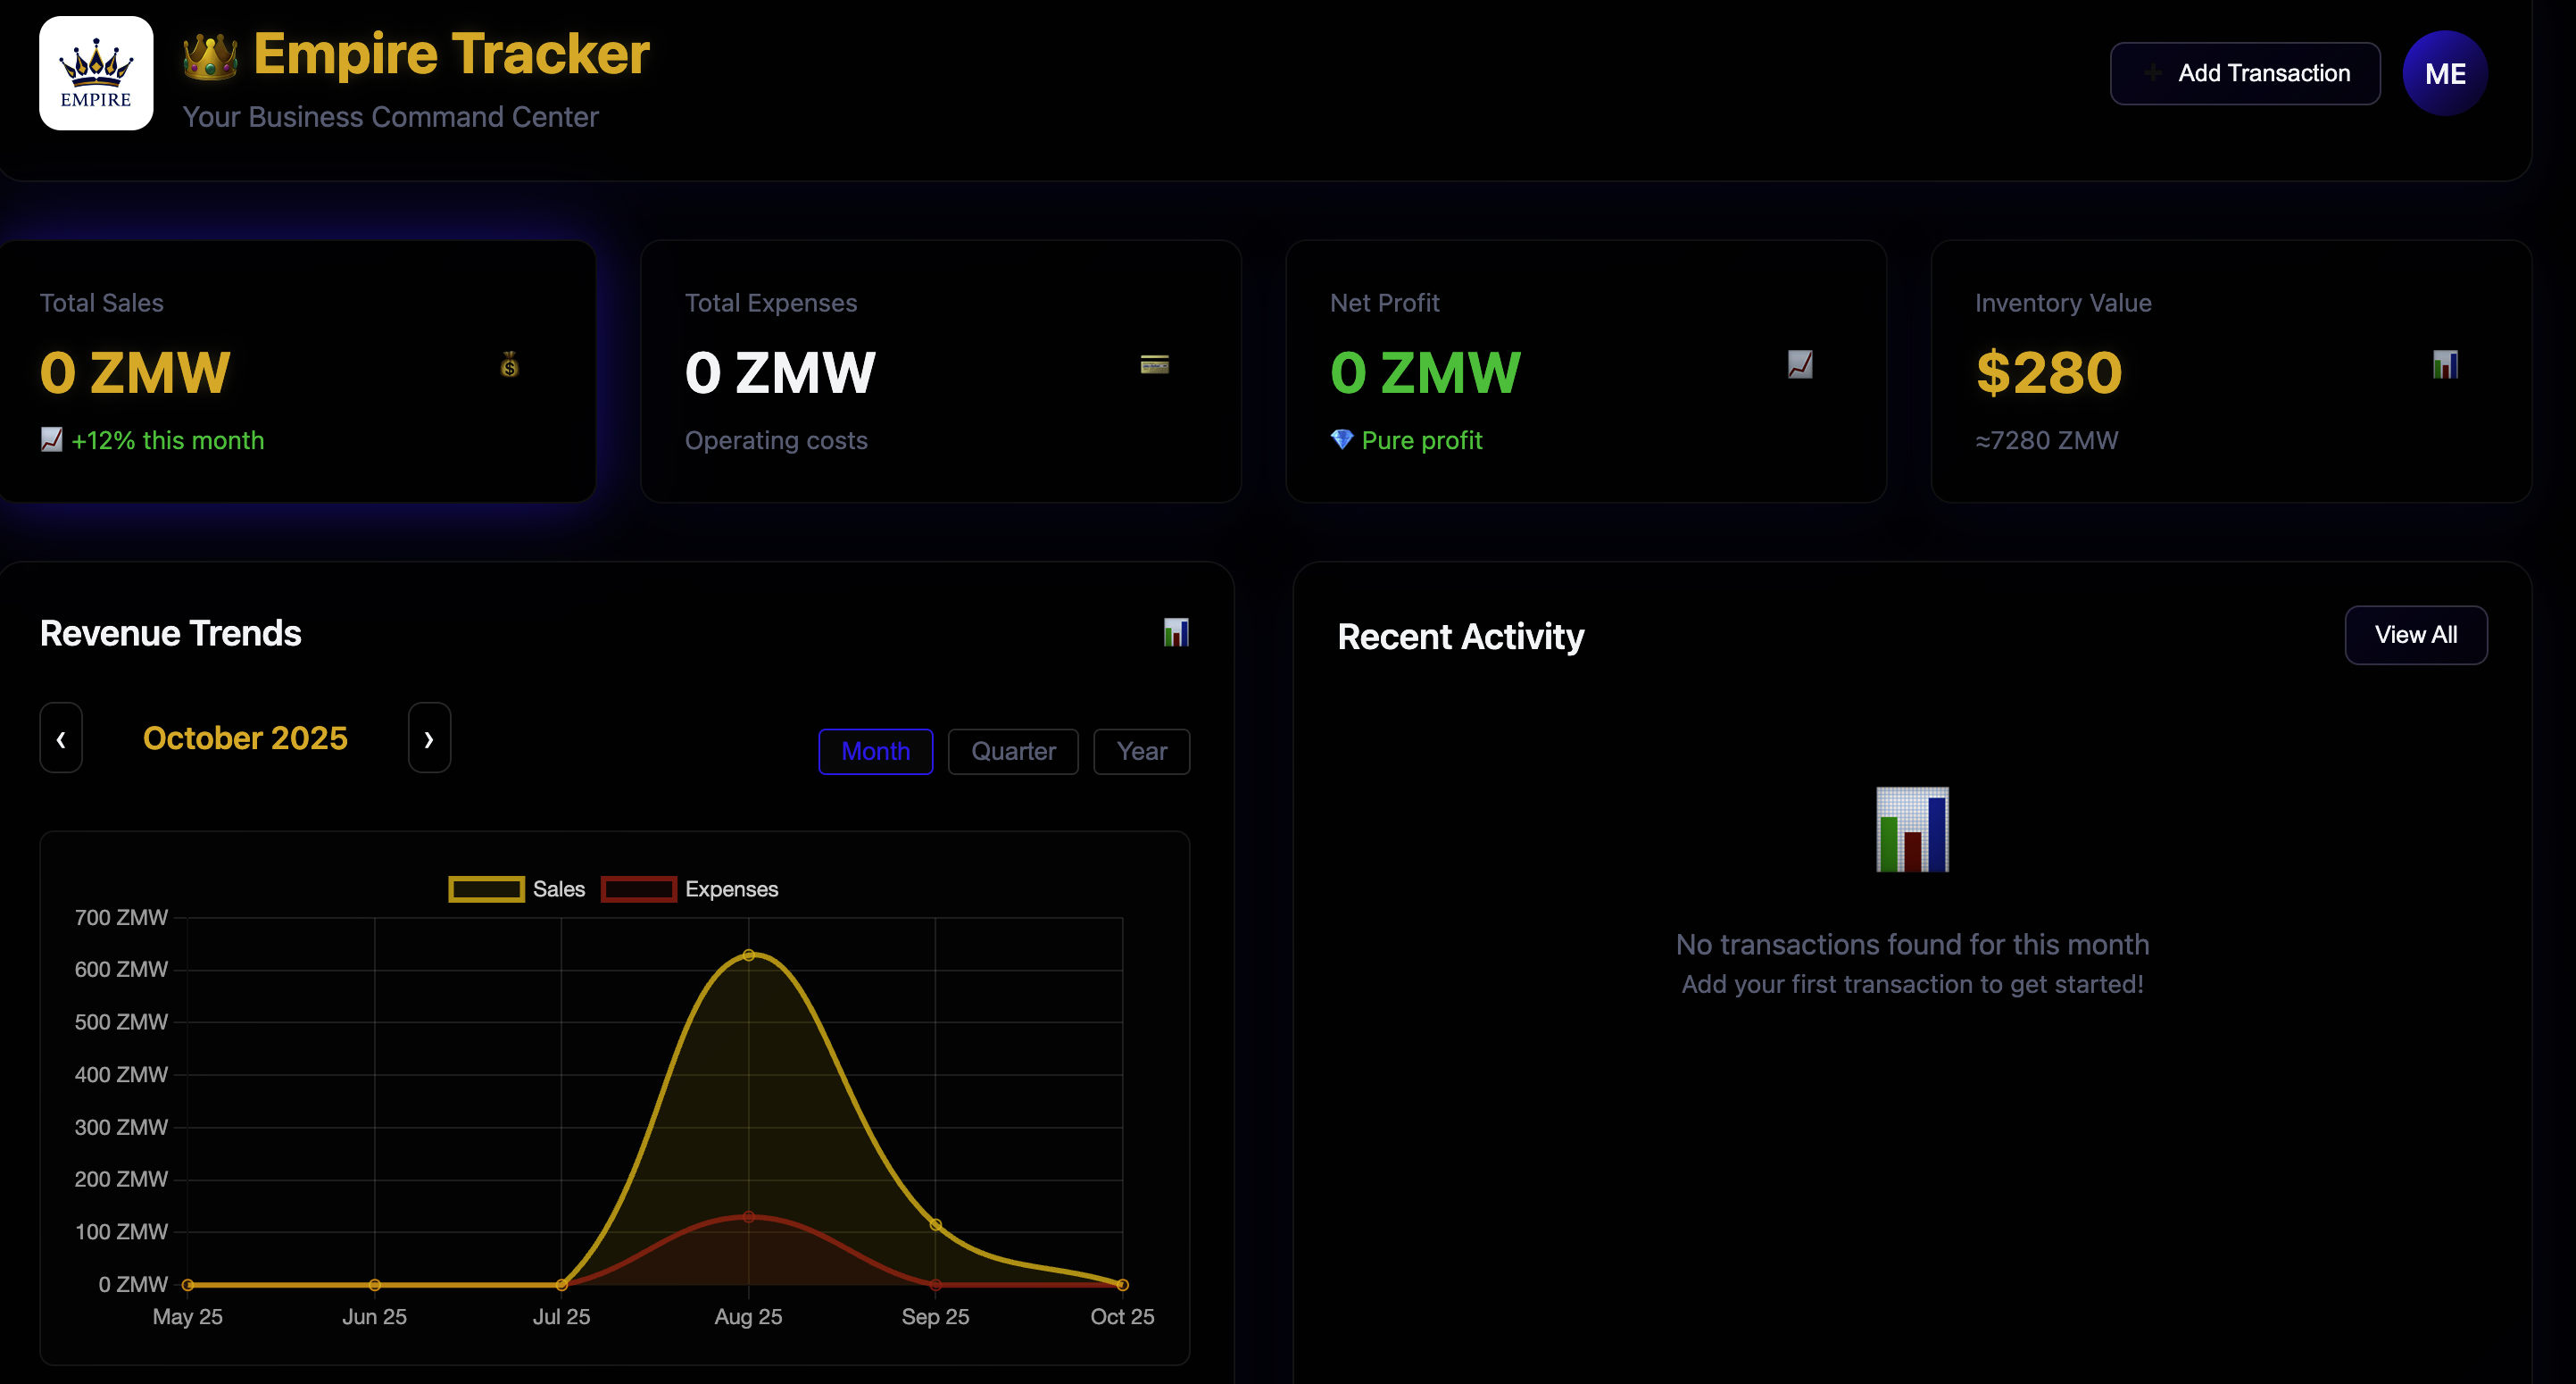 EMPIRE
👑 Empire Tracker
Your Business Command Center
➕ Add Transaction
ME
Total Sales
0 ZMW
📈 +12% this month
Total Expenses
0 ZMW
Operating costs
Net Profit
0 ZMW
💎 Pure profit
Inventory Value
$280
≈7280 ZMW
Revenue Trends
‹ October 2025 ›
Month Quarter Year
Sales Expenses
700 ZMW
600 ZMW
500 ZMW
400 ZMW
300 ZMW
200 ZMW
100 ZMW
0 ZMW
May 25 Jun 25 Jul 25 Aug 25 Sep 25 Oct 25
Recent Activity
View All
No transactions found for this month
Add your first transaction to get started!